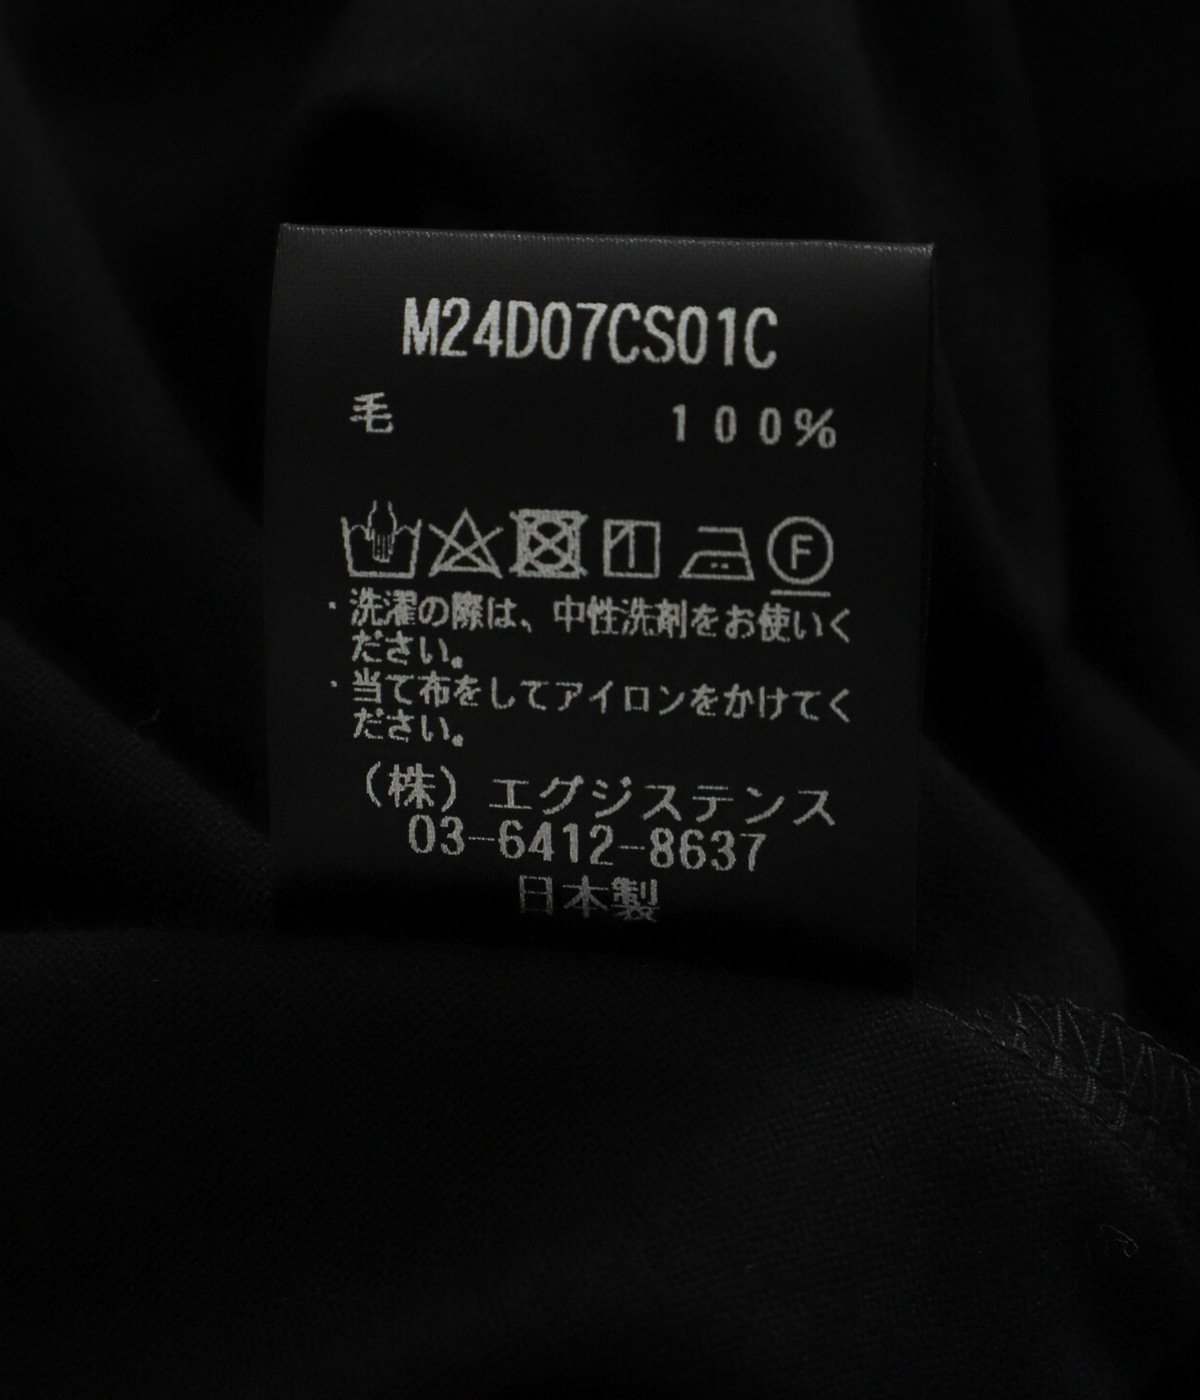 M24D07CS01C
毛 100%
F
・洗濯の際は、中性洗剤をお使いく
ださい。
・当て布をしてアイロンをかけてく
ださい。
（株）エグジステンス
03-6412-8637
日本製